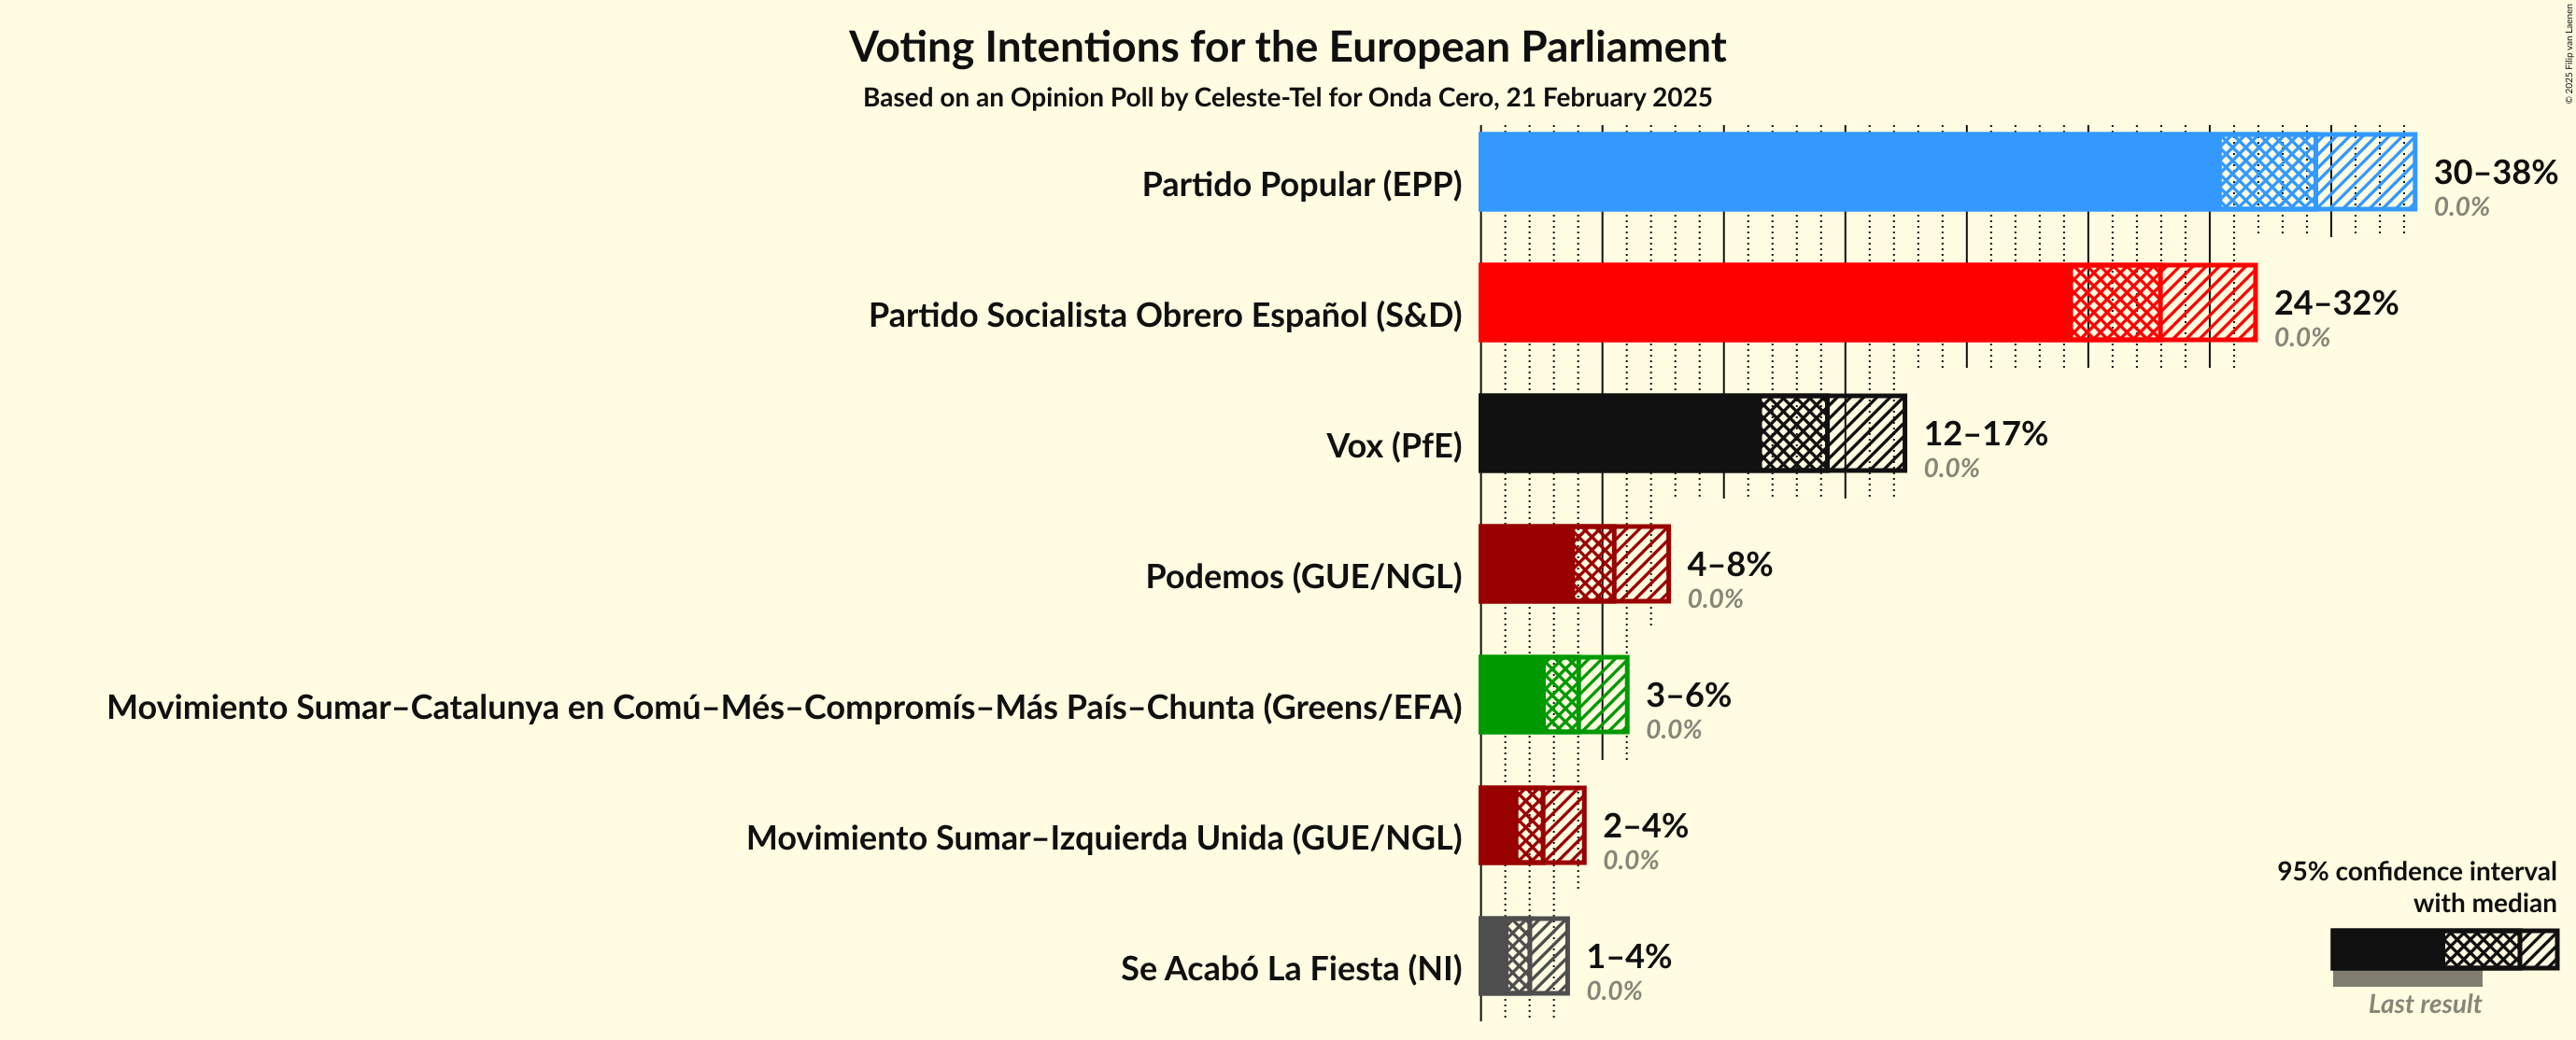 Voting Intentions for the European Parliament
Based on an Opinion Poll by Celeste-Tel for Onda Cero, 21 February 2025
© 2025 Filip van Laenen
Partido Popular (EPP)
30–38%
0.0%
Partido Socialista Obrero Español (S&D)
24–32%
0.0%
Vox (PfE)
12–17%
0.0%
Podemos (GUE/NGL)
4–8%
0.0%
Movimiento Sumar–Catalunya en Comú–Més–Compromís–Más País–Chunta (Greens/EFA)
3–6%
0.0%
Movimiento Sumar–Izquierda Unida (GUE/NGL)
2–4%
0.0%
Se Acabó La Fiesta (NI)
1–4%
0.0%
95% confidence interval
with median
Last result